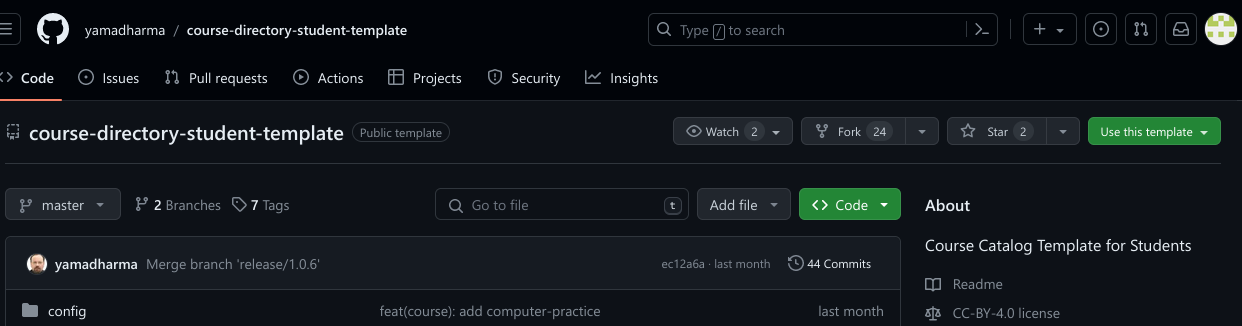 yamadharma / course-directory-student-template
Type / to search
Code Issues Pull requests Actions Projects Security Insights
course-directory-student-template Public template
Watch 2 Fork 24 Star 2 Use this template
master 2 Branches 7 Tags Go to file t Add file <> Code
About
Course Catalog Template for Students
yamadharma Merge branch 'release/1.0.6' ec12a6a · last month 44 Commits
Readme
config feat(course): add computer-practice last month
CC-BY-4.0 license